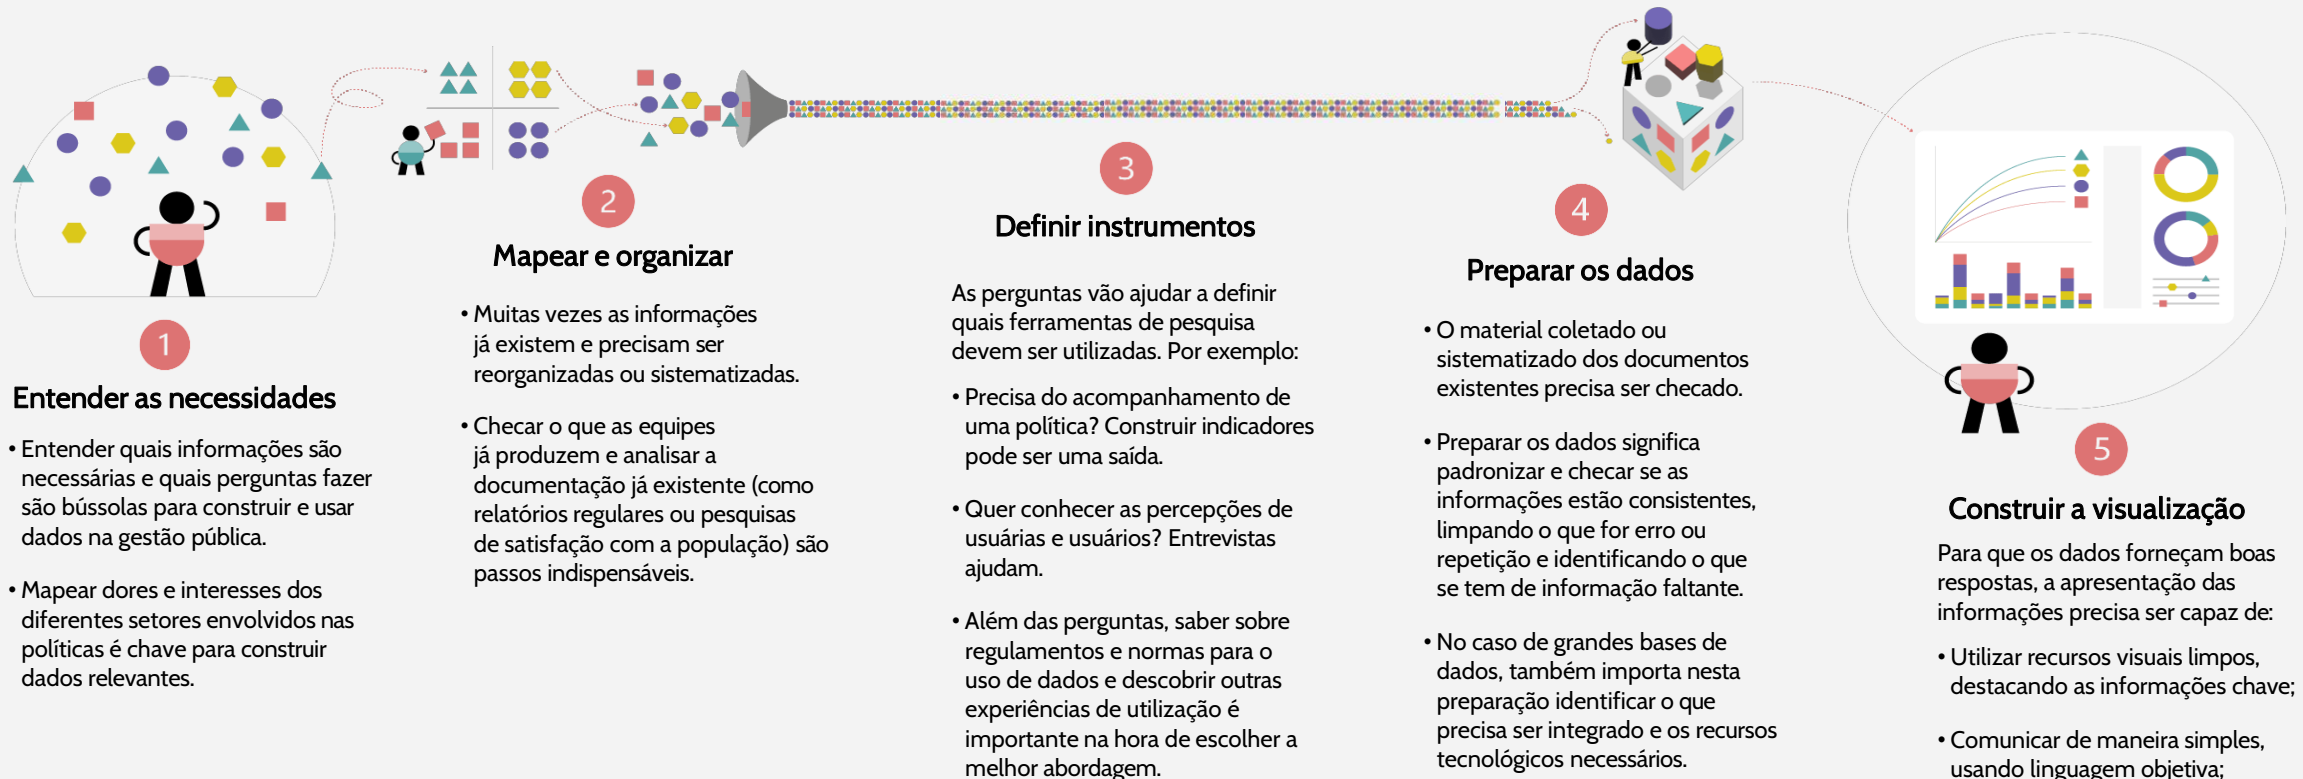 1
Entender as necessidades
• Entender quais informações são
necessárias e quais perguntas fazer
são bússolas para construir e usar
dados na gestão pública.
• Mapear dores e interesses dos
diferentes setores envolvidos nas
políticas é chave para construir
dados relevantes.
2
Mapear e organizar
• Muitas vezes as informações
já existem e precisam ser
reorganizadas ou sistematizadas.
• Checar o que as equipes
já produzem e analisar a
documentação já existente (como
relatórios regulares ou pesquisas
de satisfação com a população) são
passos indispensáveis.
3
Definir instrumentos
As perguntas vão ajudar a definir
quais ferramentas de pesquisa
devem ser utilizadas. Por exemplo:
• Precisa do acompanhamento de
uma política? Construir indicadores
pode ser uma saída.
• Quer conhecer as percepções de
usuárias e usuários? Entrevistas
ajudam.
• Além das perguntas, saber sobre
regulamentos e normas para o
uso de dados e descobrir outras
experiências de utilização é
importante na hora de escolher a
melhor abordagem.
4
Preparar os dados
• O material coletado ou
sistematizado dos documentos
existentes precisa ser checado.
• Preparar os dados significa
padronizar e checar se as
informações estão consistentes,
limpando o que for erro ou
repetição e identificando o que
se tem de informação faltante.
• No caso de grandes bases de
dados, também importa nesta
preparação identificar o que
precisa ser integrado e os recursos
tecnológicos necessários.
5
Construir a visualização
Para que os dados forneçam boas
respostas, a apresentação das
informações precisa ser capaz de:
• Utilizar recursos visuais limpos,
destacando as informações chave;
• Comunicar de maneira simples,
usando linguagem objetiva;